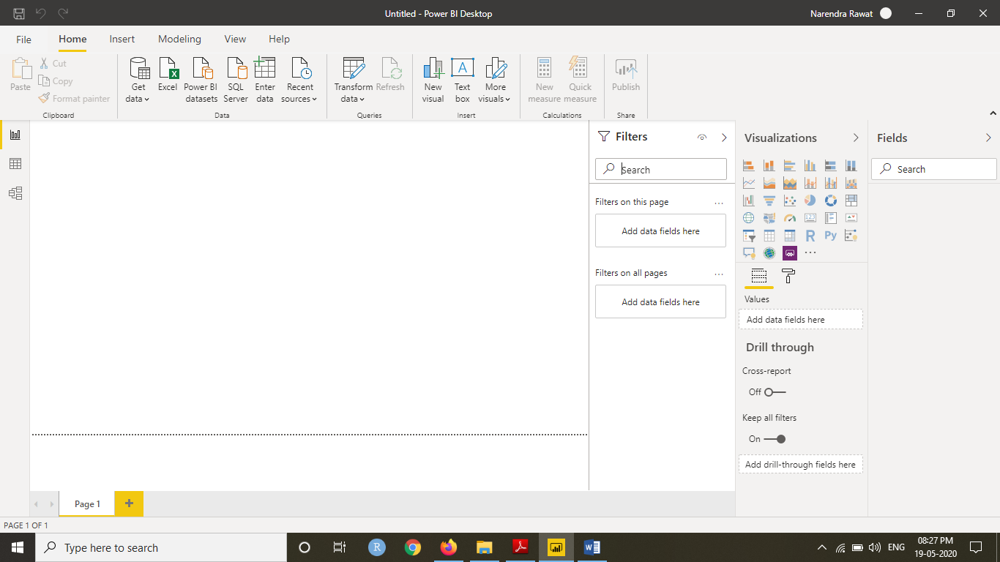 Untitled - Power BI Desktop
Narendra Rawat
File Home Insert Modeling View Help
Paste
Cut
Copy
Format painter
Clipboard
Get data
Excel
Power BI datasets
SQL Server
Enter data
Recent sources
Data
Transform data
Refresh
Queries
New visual
Text box
More visuals
Insert
New measure
Quick measure
Calculations
Publish
Share
Filters
Search
Filters on this page
...
Add data fields here
Filters on all pages
...
Add data fields here
Visualizations
123
R
Py
...
Values
Add data fields here
Drill through
Cross-report
Off
Keep all filters
On
Add drill-through fields here
Fields
Search
Page 1
+
PAGE 1 OF 1
Type here to search
R
W
ENG
08:27 PM
19-05-2020